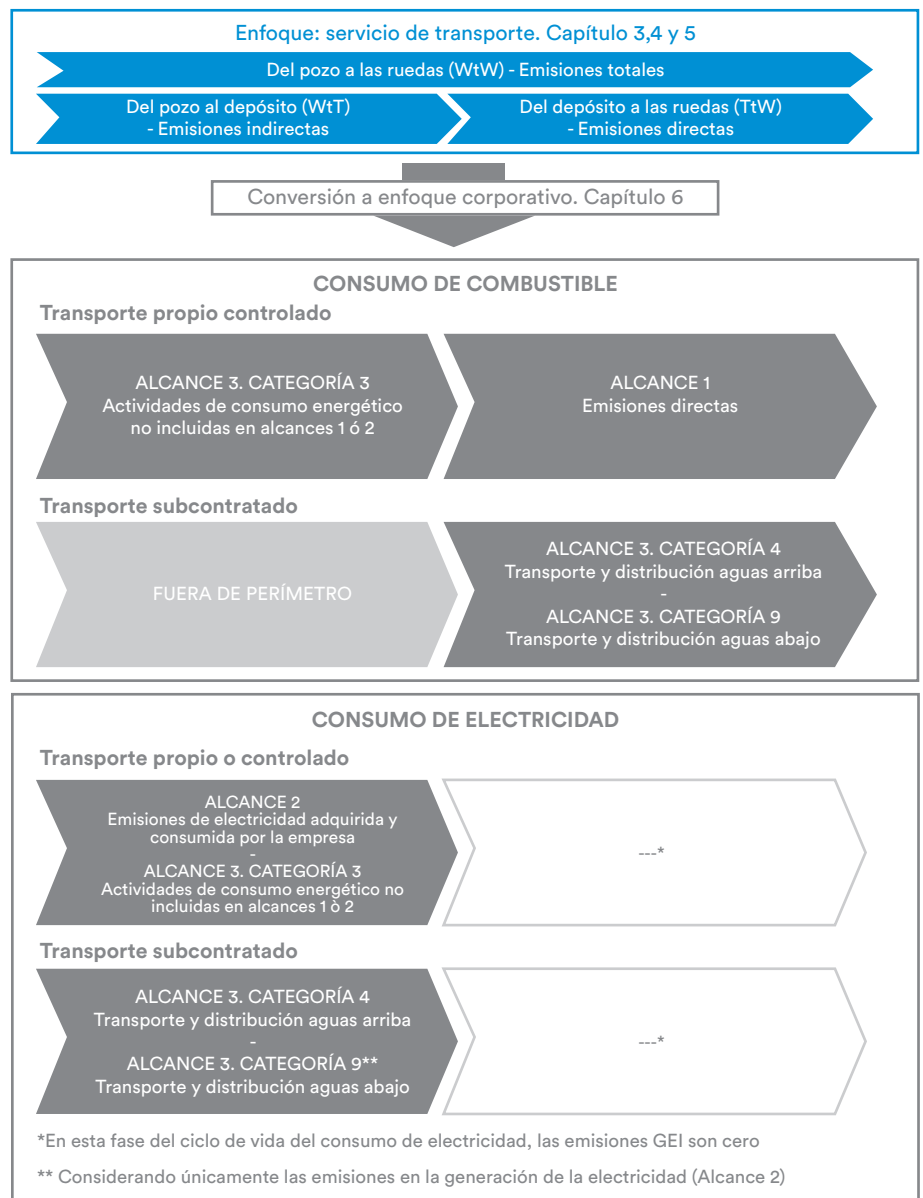 Enfoque: servicio de transporte. Capítulo 3,4 y 5
Del pozo a las ruedas (WtW) - Emisiones totales
Del pozo al depósito (WtT)
- Emisiones indirectas
Del depósito a las ruedas (TtW)
- Emisiones directas
Conversión a enfoque corporativo. Capítulo 6
CONSUMO DE COMBUSTIBLE
Transporte propio controlado
ALCANCE 3. CATEGORÍA 3
Actividades de consumo energético
no incluidas en alcances 1 ó 2
ALCANCE 1
Emisiones directas
Transporte subcontratado
FUERA DE PERÍMETRO
ALCANCE 3. CATEGORÍA 4
Transporte y distribución aguas arriba
-
ALCANCE 3. CATEGORÍA 9
Transporte y distribución aguas abajo
CONSUMO DE ELECTRICIDAD
Transporte propio o controlado
ALCANCE 2
Emisiones de electricidad adquirida y
consumida por la empresa
-
ALCANCE 3. CATEGORÍA 3
Actividades de consumo energético no
incluidas en alcances 1 ò 2
---*
Transporte subcontratado
ALCANCE 3. CATEGORÍA 4
Transporte y distribución aguas arriba
-
ALCANCE 3. CATEGORÍA 9**
Transporte y distribución aguas abajo
---*
*En esta fase del ciclo de vida del consumo de electricidad, las emisiones GEI son cero
** Considerando únicamente las emisiones en la generación de la electricidad (Alcance 2)